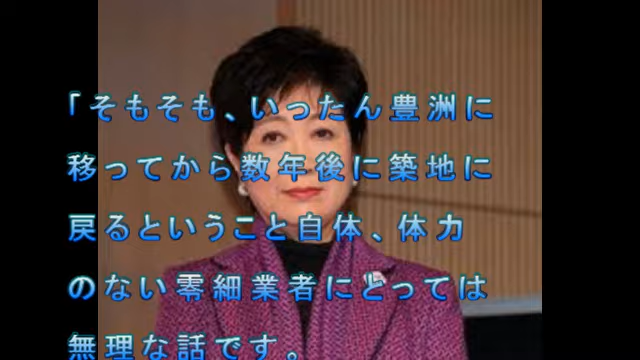 「そもそも、いったん豊洲に
移ってから数年後に築地に
戻るということ自体、体力
のない零細業者にとっては
無理な話です。